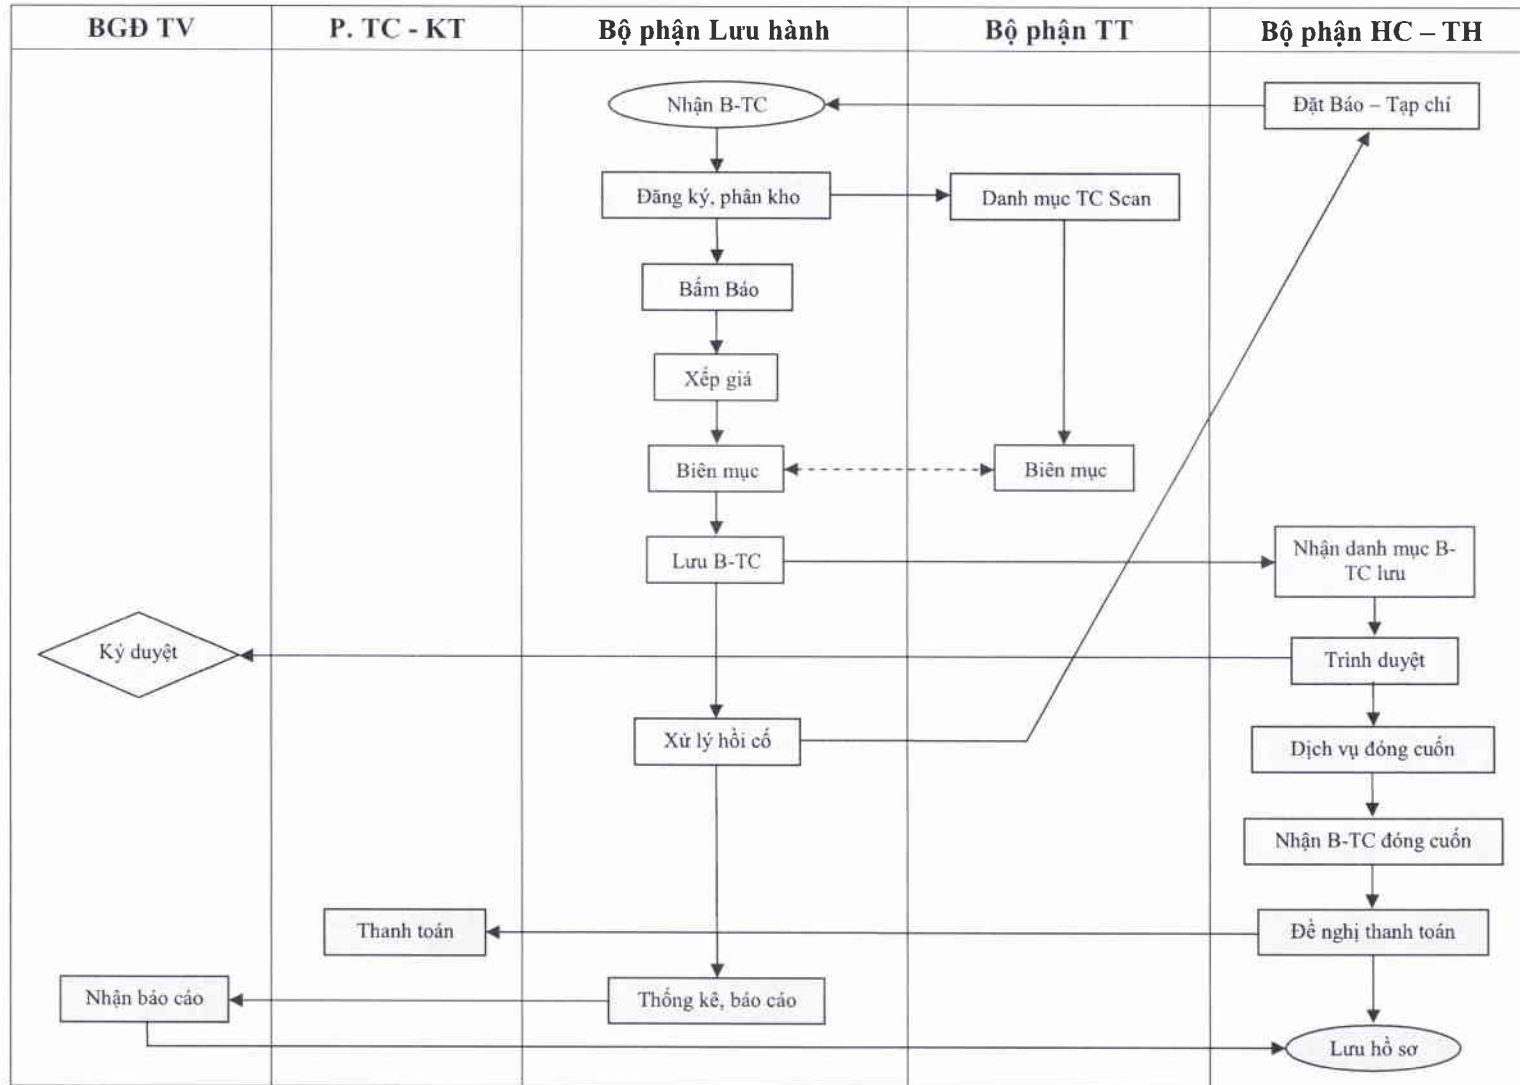 BGĐ TV
P. TC - KT
Bộ phận Lưu hành
Bộ phận TT
Bộ phận HC – TH
Nhận B-TC
Đặt Báo – Tạp chí
Đăng ký, phân kho
Danh mục TC Scan
Bấm Báo
Xếp giá
Biên mục
Biên mục
Lưu B-TC
Nhận danh mục B-
TC lưu
Ký duyệt
Trình duyệt
Xử lý hồi cố
Dịch vụ đóng cuốn
Nhận B-TC đóng cuốn
Thanh toán
Đề nghị thanh toán
Nhận báo cáo
Thống kê, báo cáo
Lưu hồ sơ